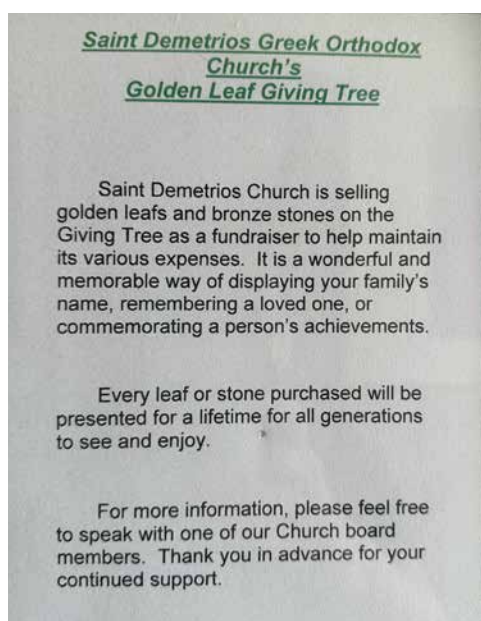 Saint Demetrios Greek Orthodox
Church's
Golden Leaf Giving Tree
Saint Demetrios Church is selling
golden leafs and bronze stones on the
Giving Tree as a fundraiser to help maintain
its various expenses. It is a wonderful and
memorable way of displaying your family's
name, remembering a loved one, or
commemorating a person's achievements.
Every leaf or stone purchased will be
presented for a lifetime for all generations
to see and enjoy.
For more information, please feel free
to speak with one of our Church board
members. Thank you in advance for your
continued support.